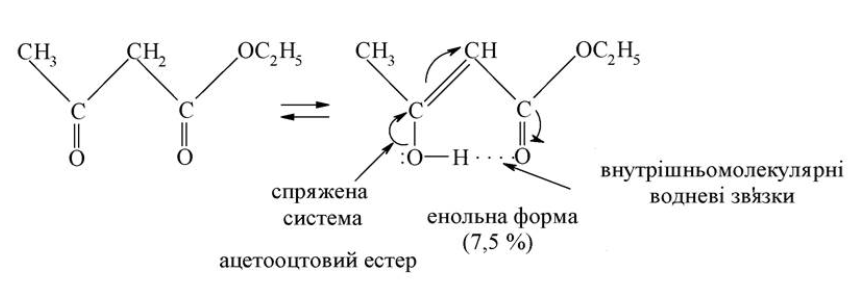 CH₃ CH₂ OC₂H₅ CH₃ CH OC₂H₅
C C C C
O O :O—H····O
внутрішньомолекулярні
водневі зв'язки
спряжена
система
енольна форма
(7,5 %)
ацетооцтовий естер